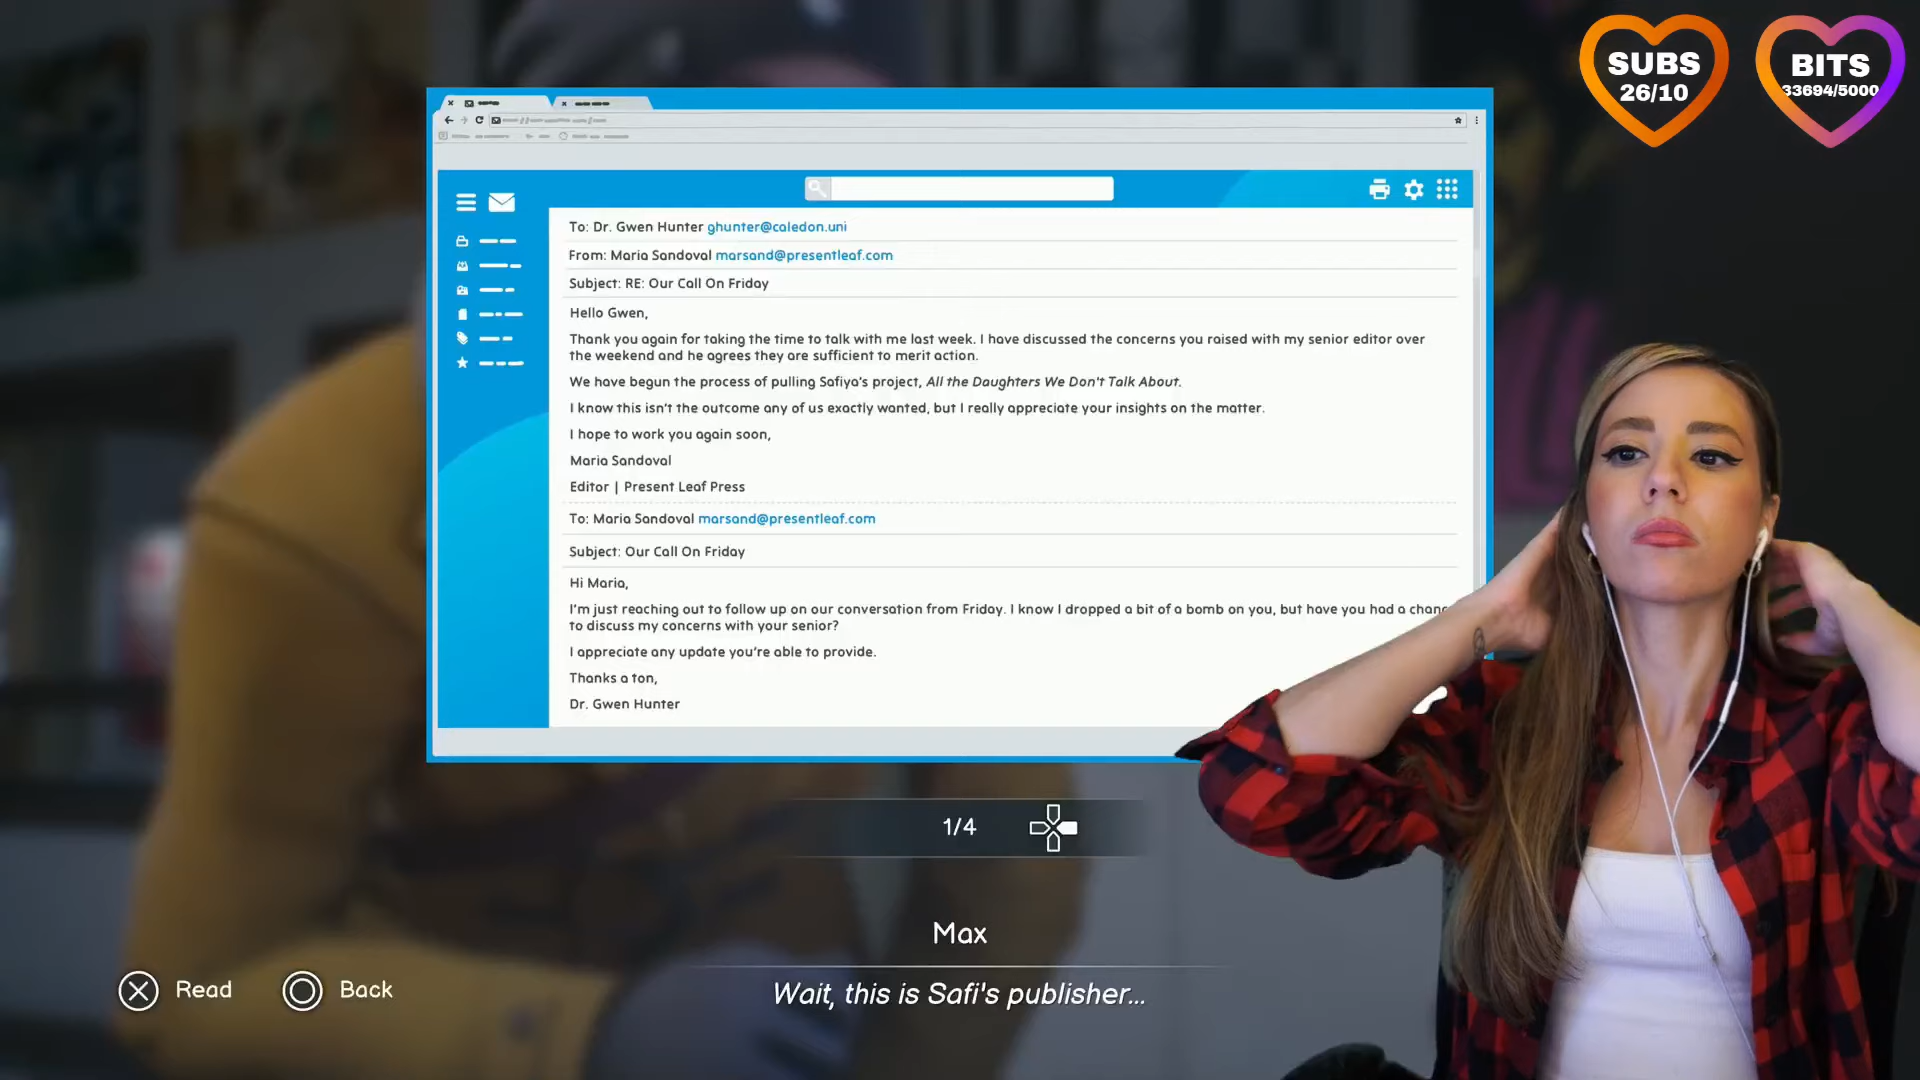 SUBS
26/10
BITS
33694/5000
To: Dr. Gwen Hunter ghunter@caledon.uni
From: Maria Sandoval marsand@presentleaf.com
Subject: RE: Our Call On Friday
Hello Gwen,
Thank you again for taking the time to talk with me last week. I have discussed the concerns you raised with my senior editor over
the weekend and he agrees they are sufficient to merit action.
We have begun the process of pulling Safiya's project, All the Daughters We Don't Talk About.
I know this isn't the outcome any of us exactly wanted, but I really appreciate your insights on the matter.
I hope to work you again soon,
Maria Sandoval
Editor | Present Leaf Press
To: Maria Sandoval marsand@presentleaf.com
Subject: Our Call On Friday
Hi Maria,
I'm just reaching out to follow up on our conversation from Friday. I know I dropped a bit of a bomb on you, but have you had a chanc
to discuss my concerns with your senior?
I appreciate any update you're able to provide.
Thanks a ton,
Dr. Gwen Hunter
1/4
Max
Wait, this is Safi's publisher...
Read
Back